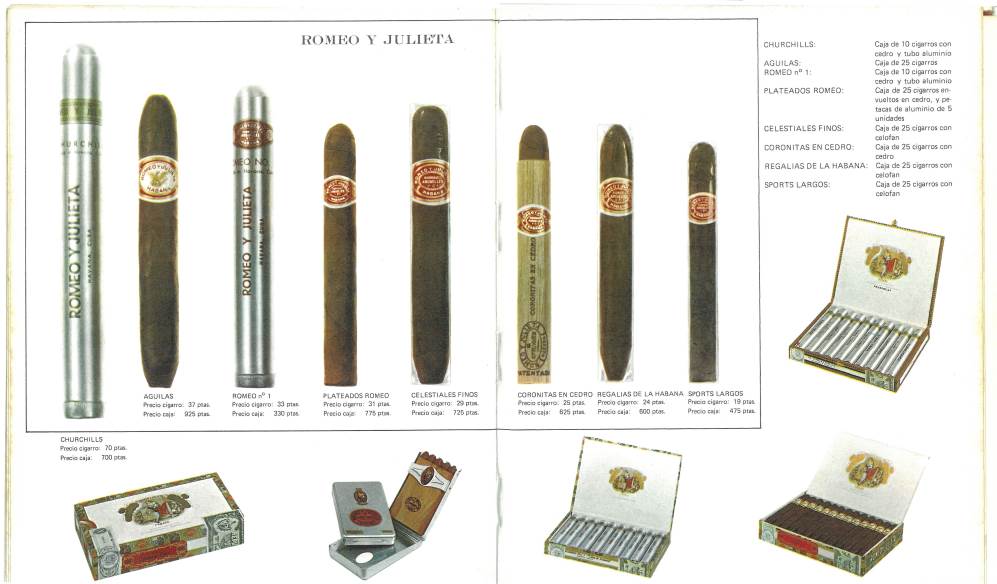 ROMEO Y JULIETA
ROMEO Y JULIETA
HABANA
ROMEO Y JULIETA
HABANA, CUBA
CORONITAS EN CEDRO
AGUILAS
Precio cigarro: 37 ptas.
Precio caja: 925 ptas.
ROMEO nº 1
Precio cigarro: 33 ptas.
Precio caja: 330 ptas.
PLATEADOS ROMEO
Precio cigarro: 31 ptas.
Precio caja: 775 ptas.
CELESTIALES FINOS
Precio cigarro: 29 ptas.
Precio caja: 725 ptas.
CORONITAS EN CEDRO
Precio cigarro: 25 ptas.
Precio caja: 625 ptas.
REGALIAS DE LA HABANA
Precio cigarro: 24 ptas.
Precio caja: 600 ptas.
SPORTS LARGOS
Precio cigarro: 19 ptas.
Precio caja: 475 ptas.
CHURCHILLS
Precio cigarro: 70 ptas.
Precio caja: 700 ptas.
CHURCHILLS: Caja de 10 cigarros con
cedro y tubo aluminio
AGUILAS: Caja de 25 cigarros
ROMEO nº 1: Caja de 10 cigarros con
cedro y tubo aluminio
PLATEADOS ROMEO: Caja de 25 cigarros en-
vueltos en cedro, y pe-
tacas de aluminio de 5
unidades
CELESTIALES FINOS: Caja de 25 cigarros con
celofan
CORONITAS EN CEDRO: Caja de 25 cigarros con
cedro
REGALIAS DE LA HABANA: Caja de 25 cigarros con
celofan
SPORTS LARGOS: Caja de 25 cigarros con
celofan